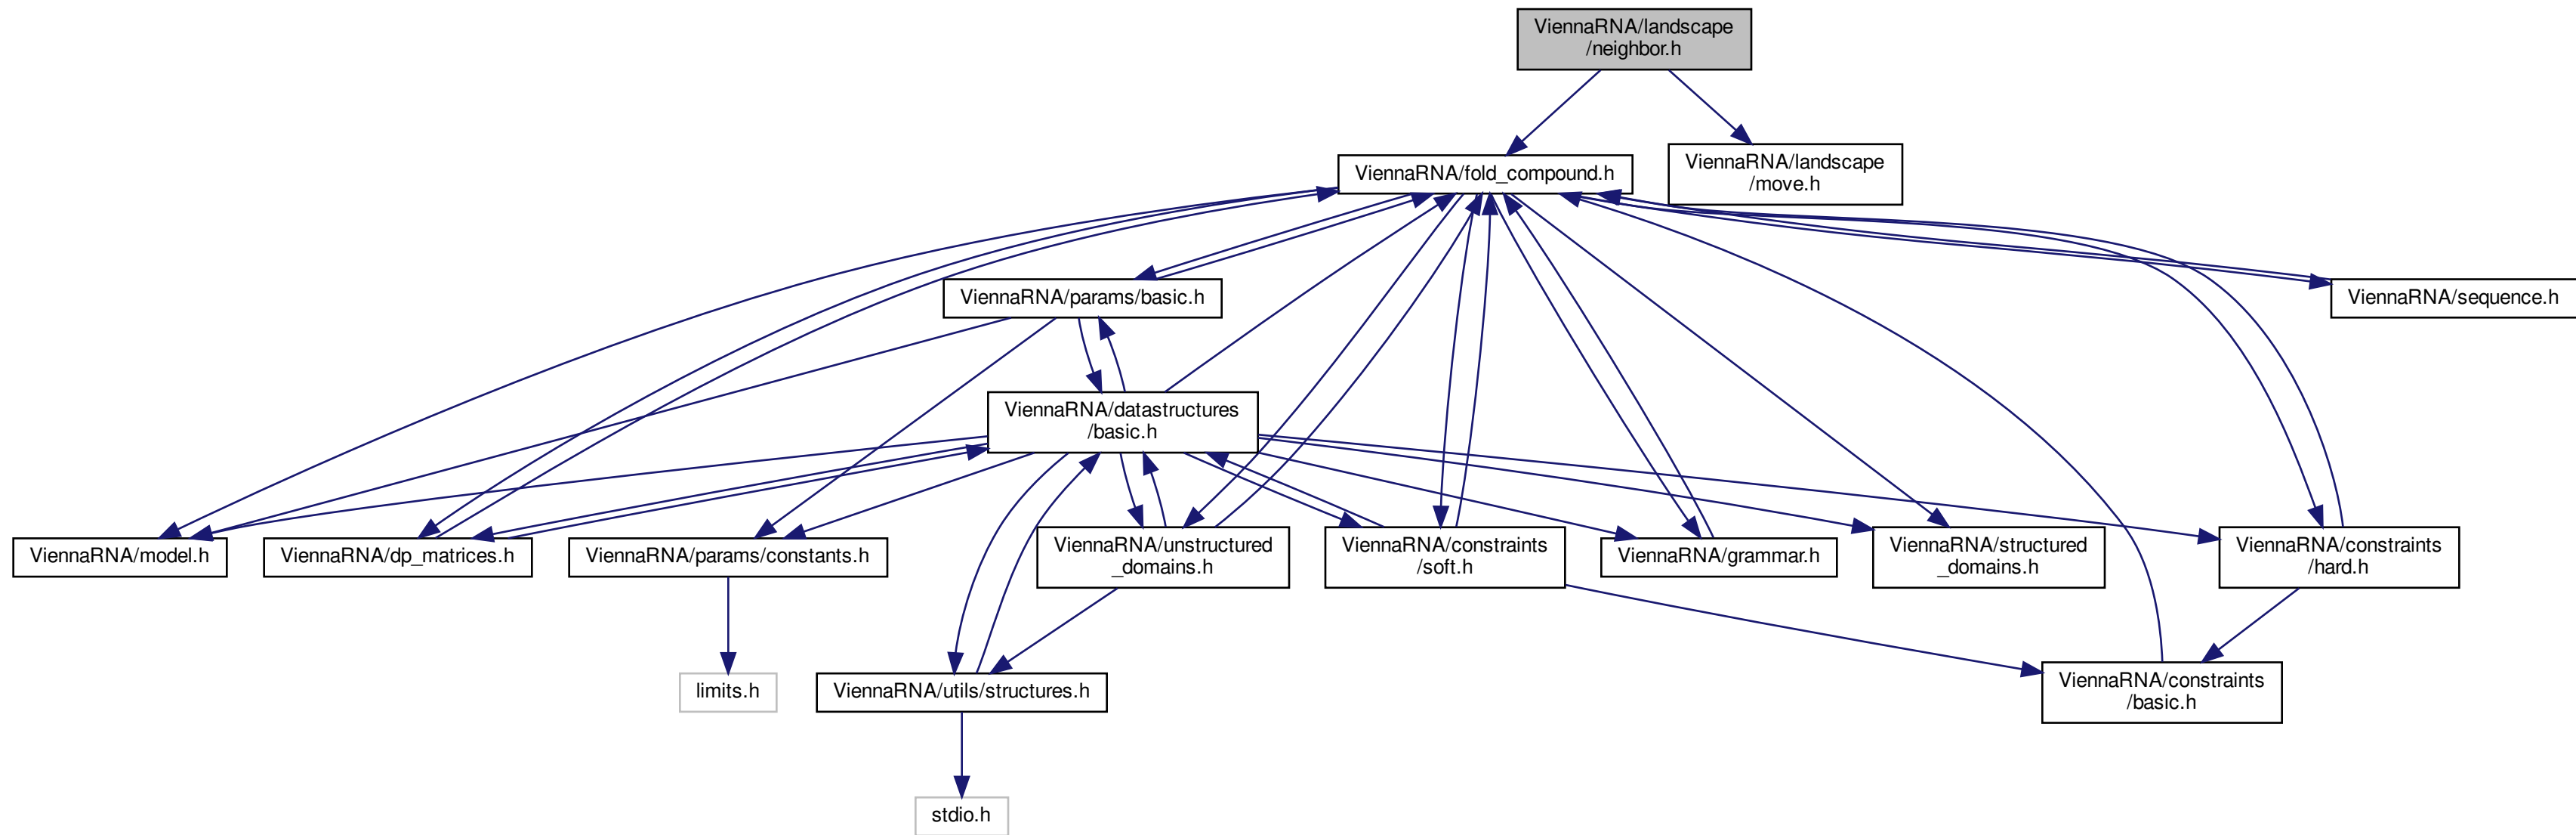 ViennaRNA/landscape
/neighbor.h
ViennaRNA/fold_compound.h
ViennaRNA/landscape
/move.h
ViennaRNA/params/basic.h
ViennaRNA/sequence.h
ViennaRNA/datastructures
/basic.h
ViennaRNA/model.h
ViennaRNA/dp_matrices.h
ViennaRNA/params/constants.h
ViennaRNA/unstructured
_domains.h
ViennaRNA/constraints
/soft.h
ViennaRNA/grammar.h
ViennaRNA/structured
_domains.h
ViennaRNA/constraints
/hard.h
limits.h
ViennaRNA/utils/structures.h
ViennaRNA/constraints
/basic.h
stdio.h